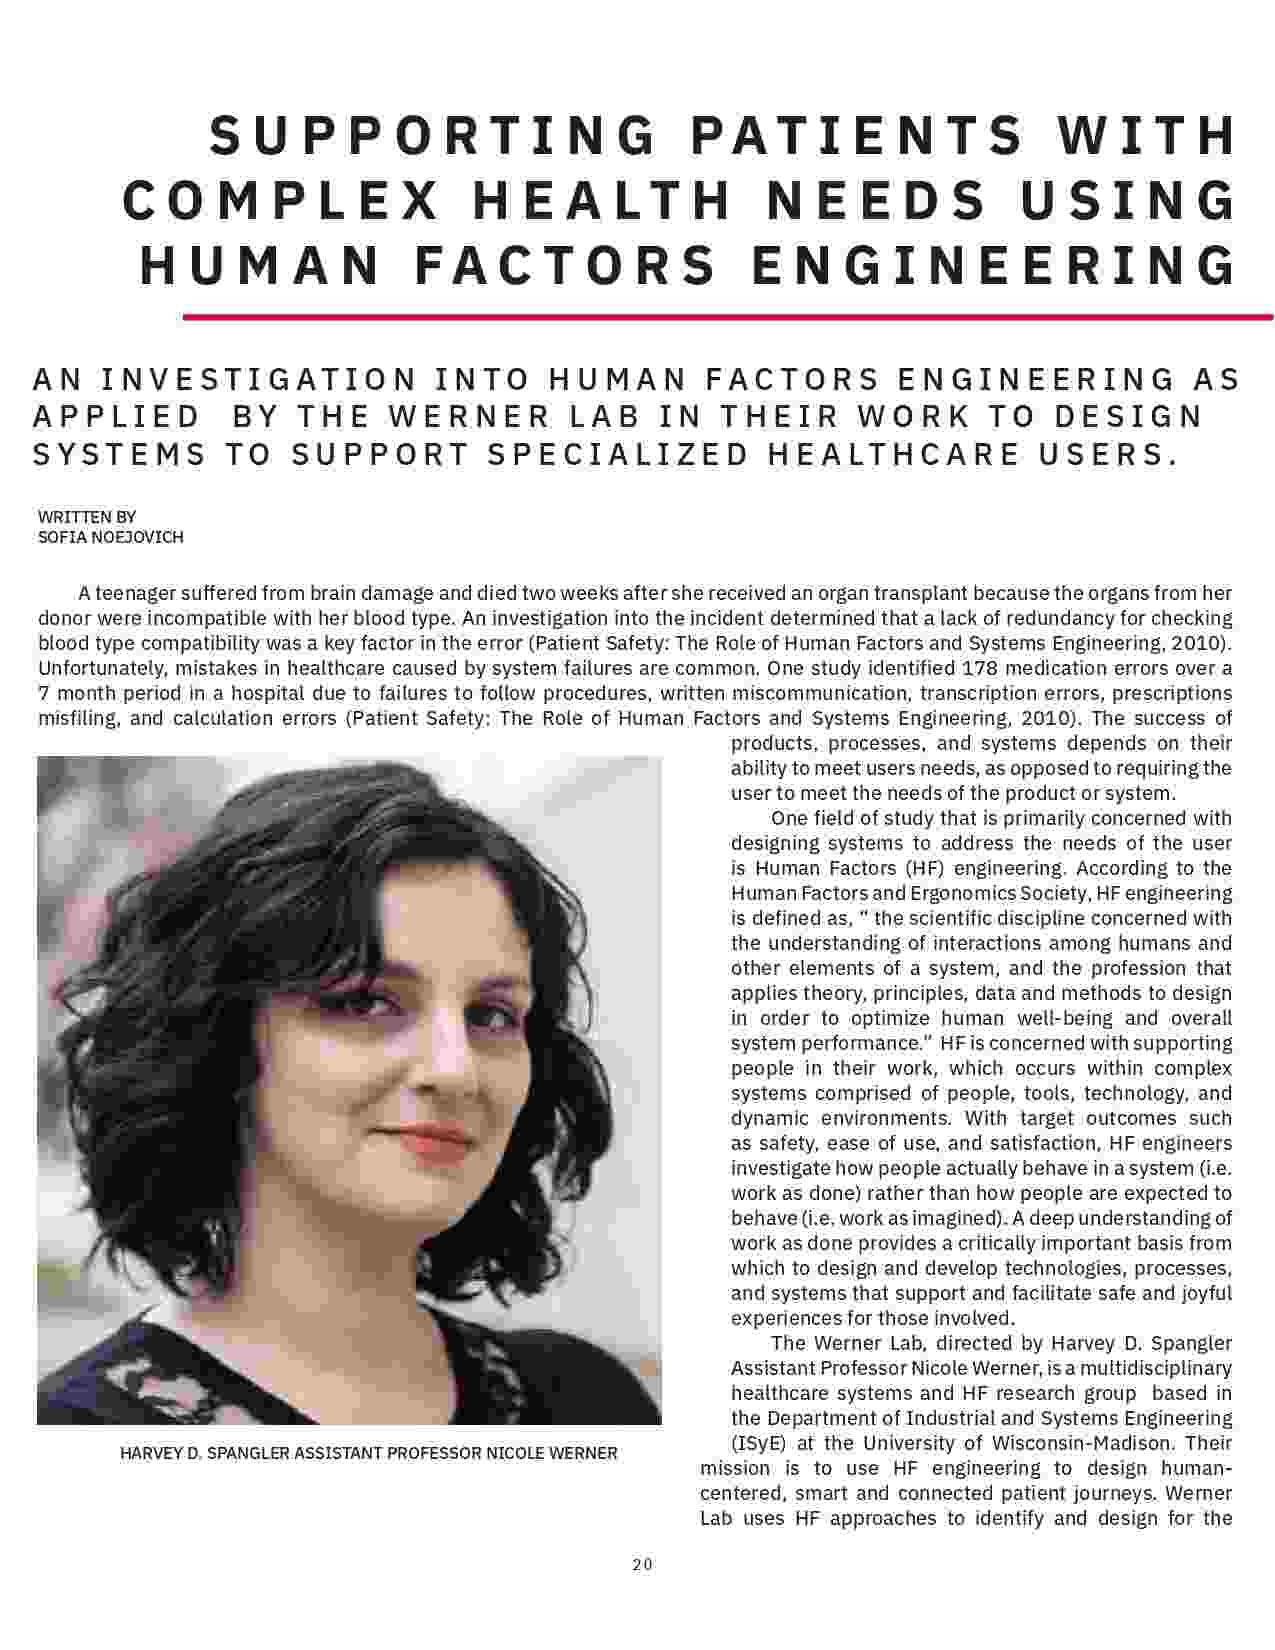 SUPPORTING PATIENTS WITH
COMPLEX HEALTH NEEDS USING
HUMAN FACTORS ENGINEERING
AN INVESTIGATION INTO HUMAN FACTORS ENGINEERING AS
APPLIED BY THE WERNER LAB IN THEIR WORK TO DESIGN
SYSTEMS TO SUPPORT SPECIALIZED HEALTHCARE USERS.
WRITTEN BY
SOFIA NOEJOVICH
A teenager suffered from brain damage and died two weeks after she received an organ transplant because the organs from her
donor were incompatible with her blood type. An investigation into the incident determined that a lack of redundancy for checking
blood type compatibility was a key factor in the error (Patient Safety: The Role of Human Factors and Systems Engineering, 2010).
Unfortunately, mistakes in healthcare caused by system failures are common. One study identified 178 medication errors over a
7 month period in a hospital due to failures to follow procedures, written miscommunication, transcription errors, prescriptions
misfiling, and calculation errors (Patient Safety: The Role of Human Factors and Systems Engineering, 2010). The success of
products, processes, and systems depends on their
ability to meet users needs, as opposed to requiring the
user to meet the needs of the product or system.
One field of study that is primarily concerned with
designing systems to address the needs of the user
is Human Factors (HF) engineering. According to the
Human Factors and Ergonomics Society, HF engineering
is defined as, “ the scientific discipline concerned with
the understanding of interactions among humans and
other elements of a system, and the profession that
applies theory, principles, data and methods to design
in order to optimize human well-being and overall
system performance.” HF is concerned with supporting
people in their work, which occurs within complex
systems comprised of people, tools, technology, and
dynamic environments. With target outcomes such
as safety, ease of use, and satisfaction, HF engineers
investigate how people actually behave in a system (i.e.
work as done) rather than how people are expected to
behave (i.e. work as imagined). A deep understanding of
work as done provides a critically important basis from
which to design and develop technologies, processes,
and systems that support and facilitate safe and joyful
experiences for those involved.
The Werner Lab, directed by Harvey D. Spangler
Assistant Professor Nicole Werner, is a multidisciplinary
healthcare systems and HF research group based in
the Department of Industrial and Systems Engineering
(ISyE) at the University of Wisconsin-Madison. Their
mission is to use HF engineering to design human-
centered, smart and connected patient journeys. Werner
Lab uses HF approaches to identify and design for the
HARVEY D. SPANGLER ASSISTANT PROFESSOR NICOLE WERNER
20